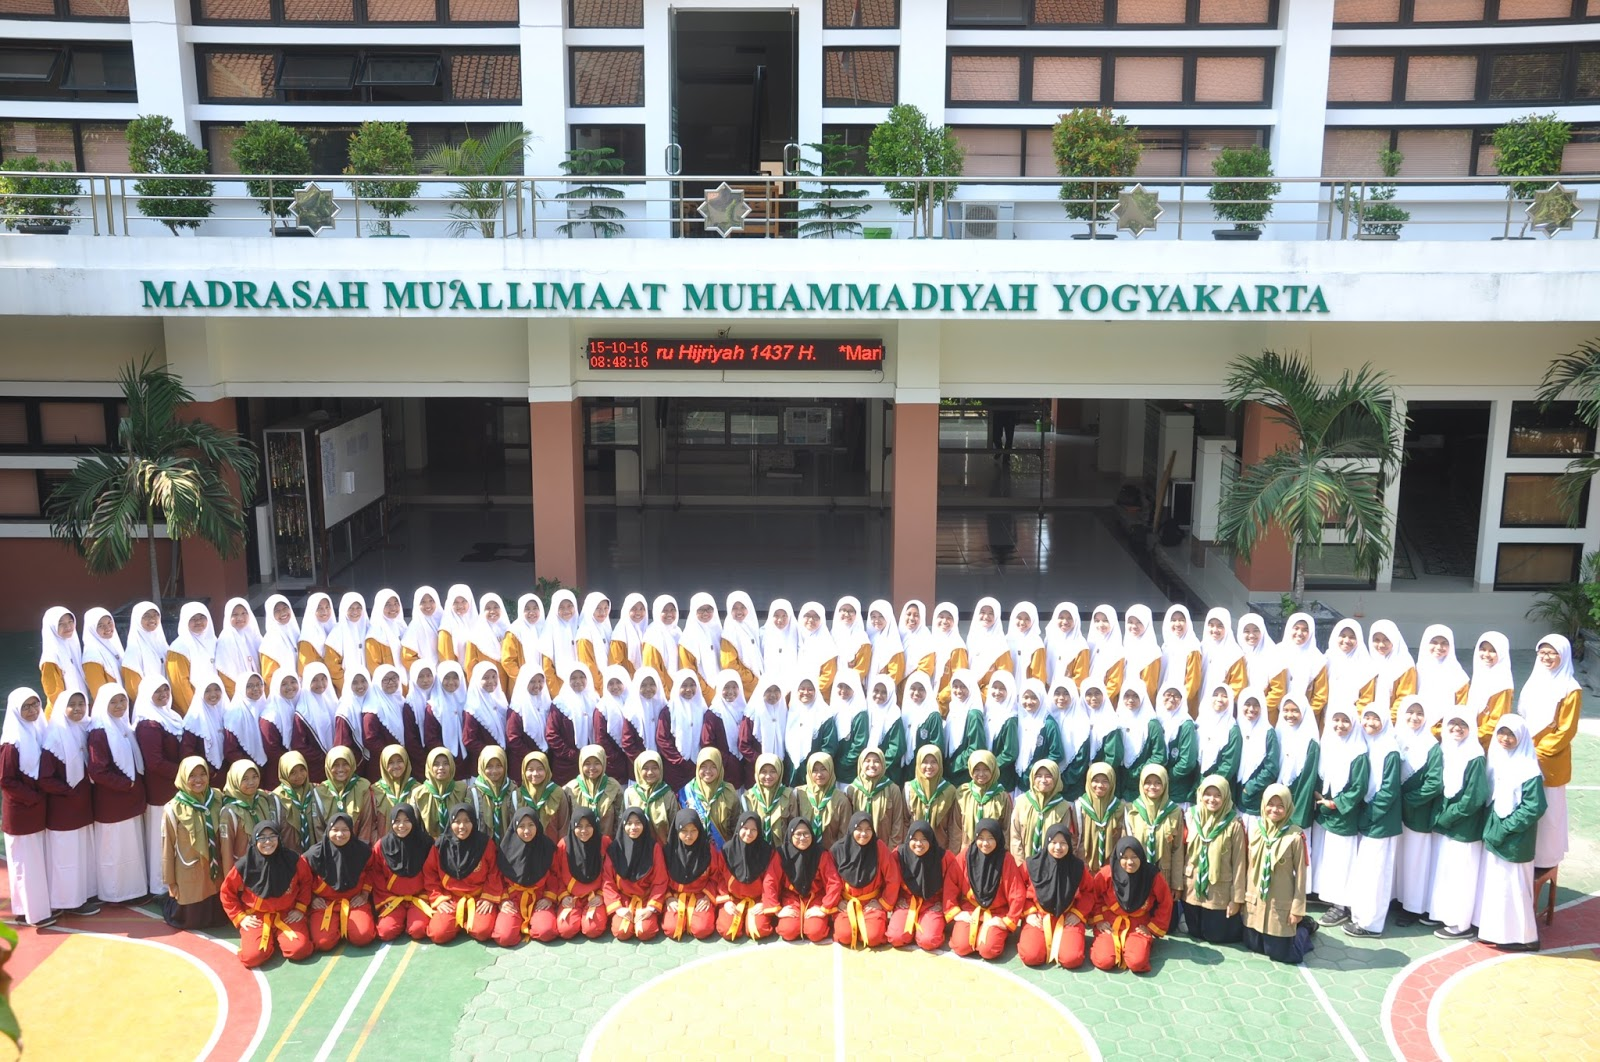 MADRASAH MU'ALLIMAAT MUHAMMADIYAH YOGYAKARTA
15-10-16 ru Hijriyah 1437 H. *Mari
08:48:16